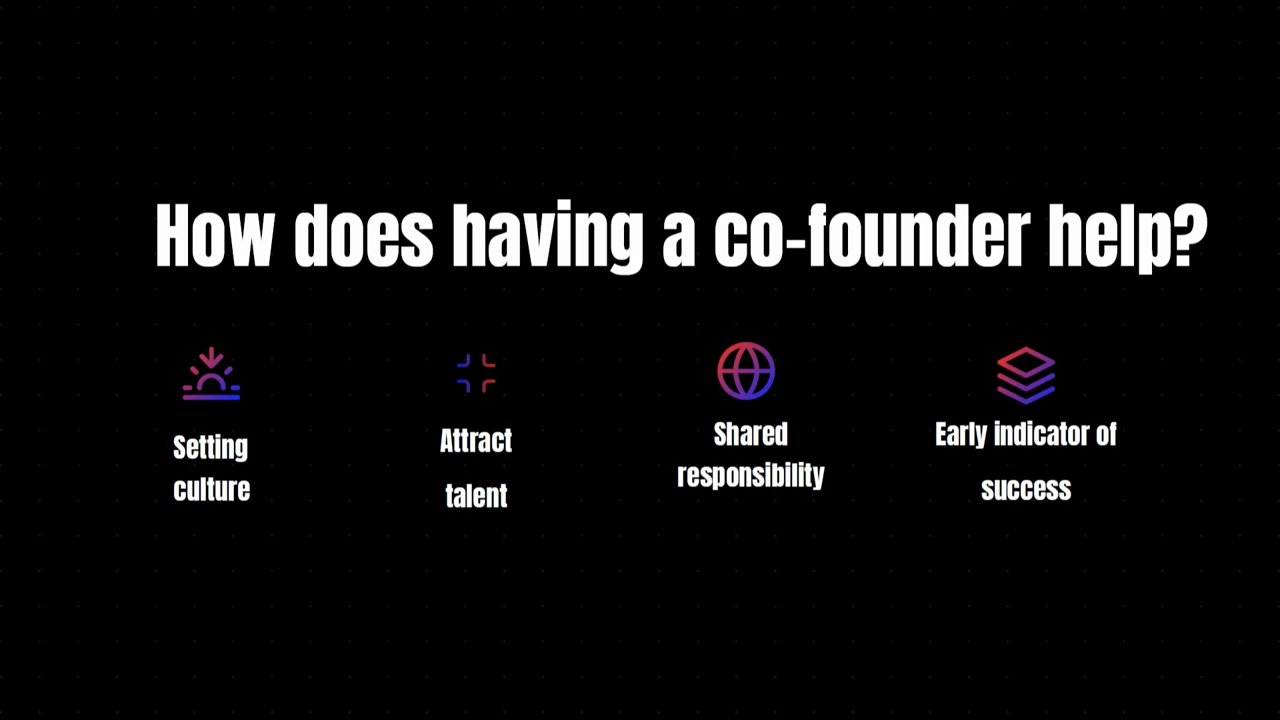 How does having a co-founder help?
Setting
culture
Attract
talent
Shared
responsibility
Early indicator of
success